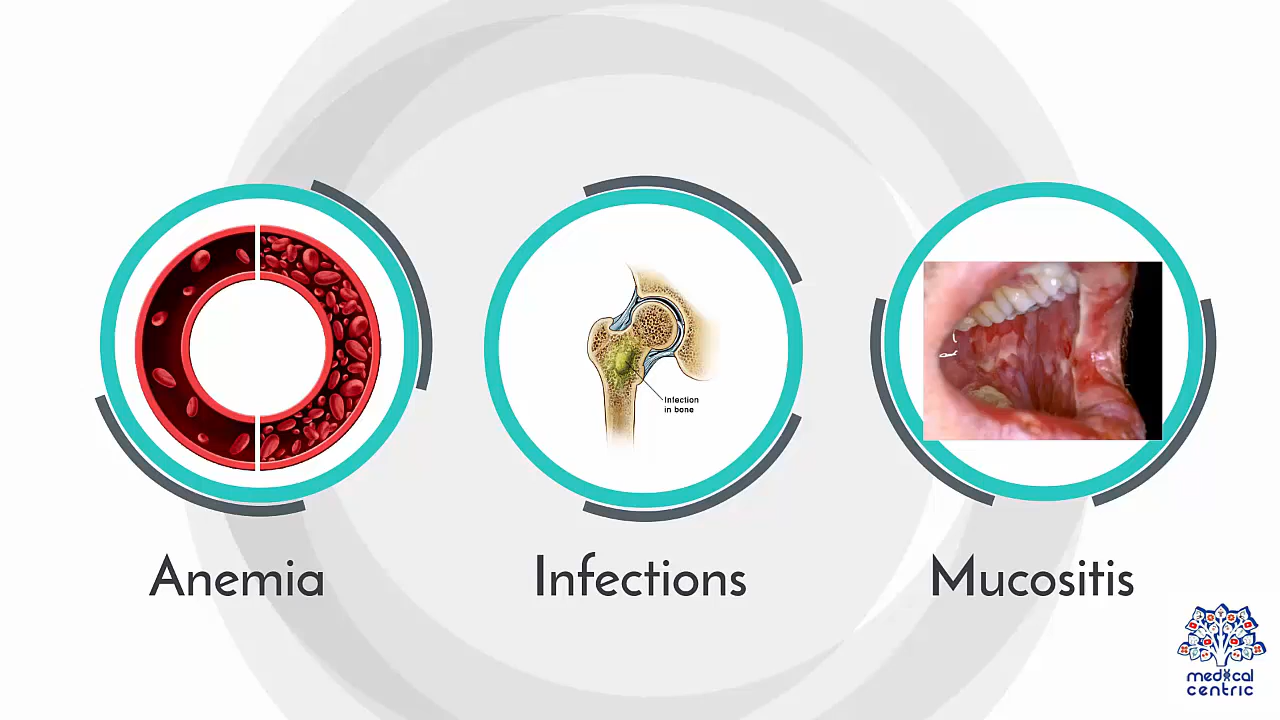 Infection
in bone
Anemia
Infections
Mucositis
medical
centric